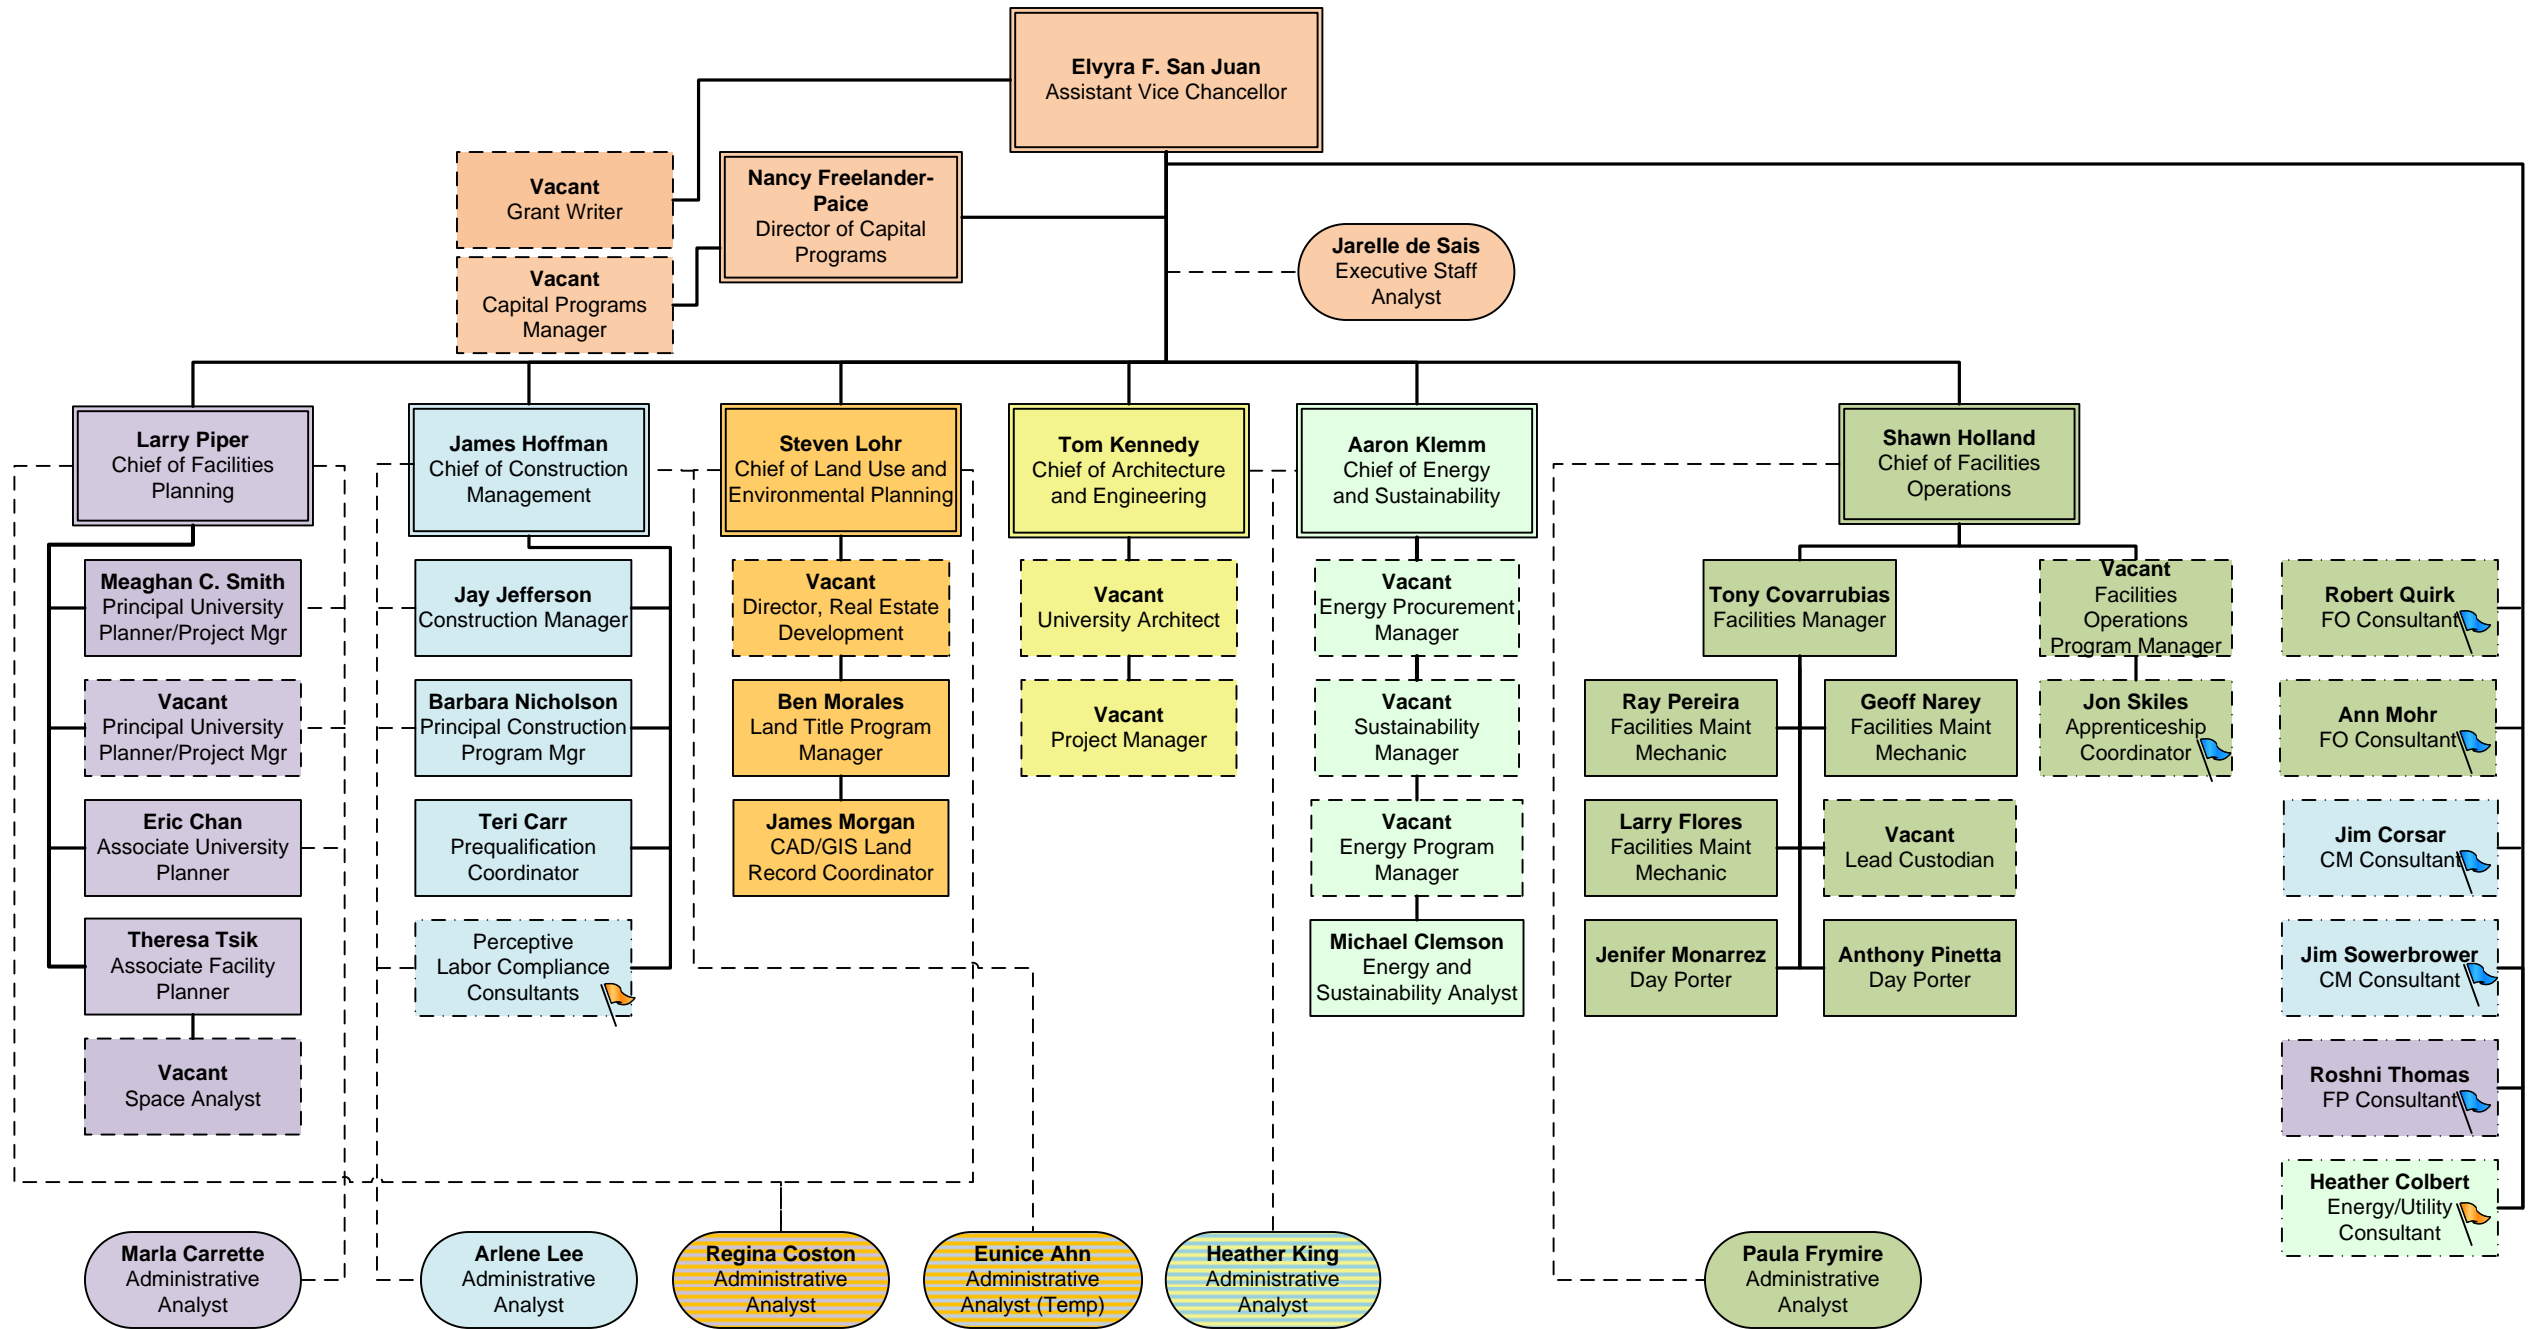 Elvyra F. San Juan
Assistant Vice Chancellor
Vacant
Grant Writer
Nancy Freelander-
Paice
Director of Capital
Programs
Vacant
Capital Programs
Manager
Jarelle de Sais
Executive Staff
Analyst
Larry Piper
Chief of Facilities
Planning
James Hoffman
Chief of Construction
Management
Steven Lohr
Chief of Land Use and
Environmental Planning
Tom Kennedy
Chief of Architecture
and Engineering
Aaron Klemm
Chief of Energy
and Sustainability
Shawn Holland
Chief of Facilities
Operations
Meaghan C. Smith
Principal University
Planner/Project Mgr
Vacant
Principal University
Planner/Project Mgr
Eric Chan
Associate University
Planner
Theresa Tsik
Associate Facility
Planner
Vacant
Space Analyst
Jay Jefferson
Construction Manager
Barbara Nicholson
Principal Construction
Program Mgr
Teri Carr
Prequalification
Coordinator
Perceptive
Labor Compliance
Consultants
Vacant
Director, Real Estate
Development
Ben Morales
Land Title Program
Manager
James Morgan
CAD/GIS Land
Record Coordinator
Vacant
University Architect
Vacant
Project Manager
Vacant
Energy Procurement
Manager
Vacant
Sustainability
Manager
Vacant
Energy Program
Manager
Michael Clemson
Energy and
Sustainability Analyst
Tony Covarrubias
Facilities Manager
Vacant
Facilities
Operations
Program Manager
Ray Pereira
Facilities Maint
Mechanic
Geoff Narey
Facilities Maint
Mechanic
Jon Skiles
Apprenticeship
Coordinator
Larry Flores
Facilities Maint
Mechanic
Vacant
Lead Custodian
Jenifer Monarrez
Day Porter
Anthony Pinetta
Day Porter
Robert Quirk
FO Consultant
Ann Mohr
FO Consultant
Jim Corsar
CM Consultant
Jim Sowerbrower
CM Consultant
Roshni Thomas
FP Consultant
Heather Colbert
Energy/Utility
Consultant
Marla Carrette
Administrative
Analyst
Arlene Lee
Administrative
Analyst
Regina Coston
Administrative
Analyst
Eunice Ahn
Administrative
Analyst (Temp)
Heather King
Administrative
Analyst
Paula Frymire
Administrative
Analyst